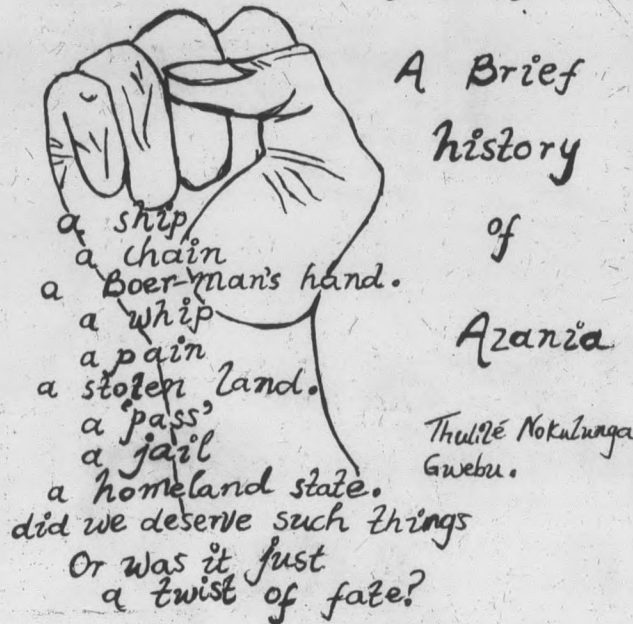 A Brief
history
of
Azania
Thulilé Nokulunga
Gwebu.
a ship
a chain
a Boer-man's hand.
a whip
a pain
a stolen land.
a 'pass'
a jail
a homeland state.
did we deserve such things
Or was it just
a twist of fate?